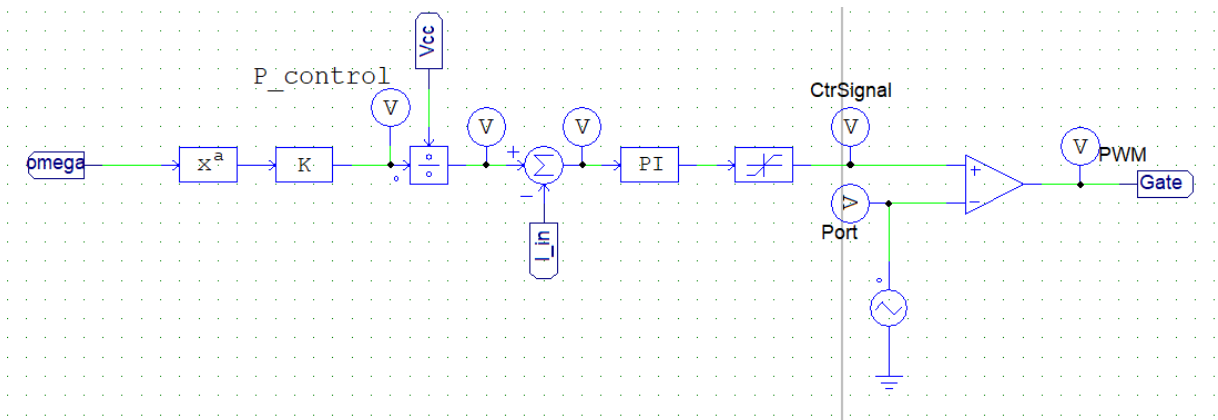 Vcc
P_control
V
V
V
CtrSignal
V
V
PWM
omega
x^a
K
÷
+
Σ
−
PI
+
−
Gate
V
Port
I_in